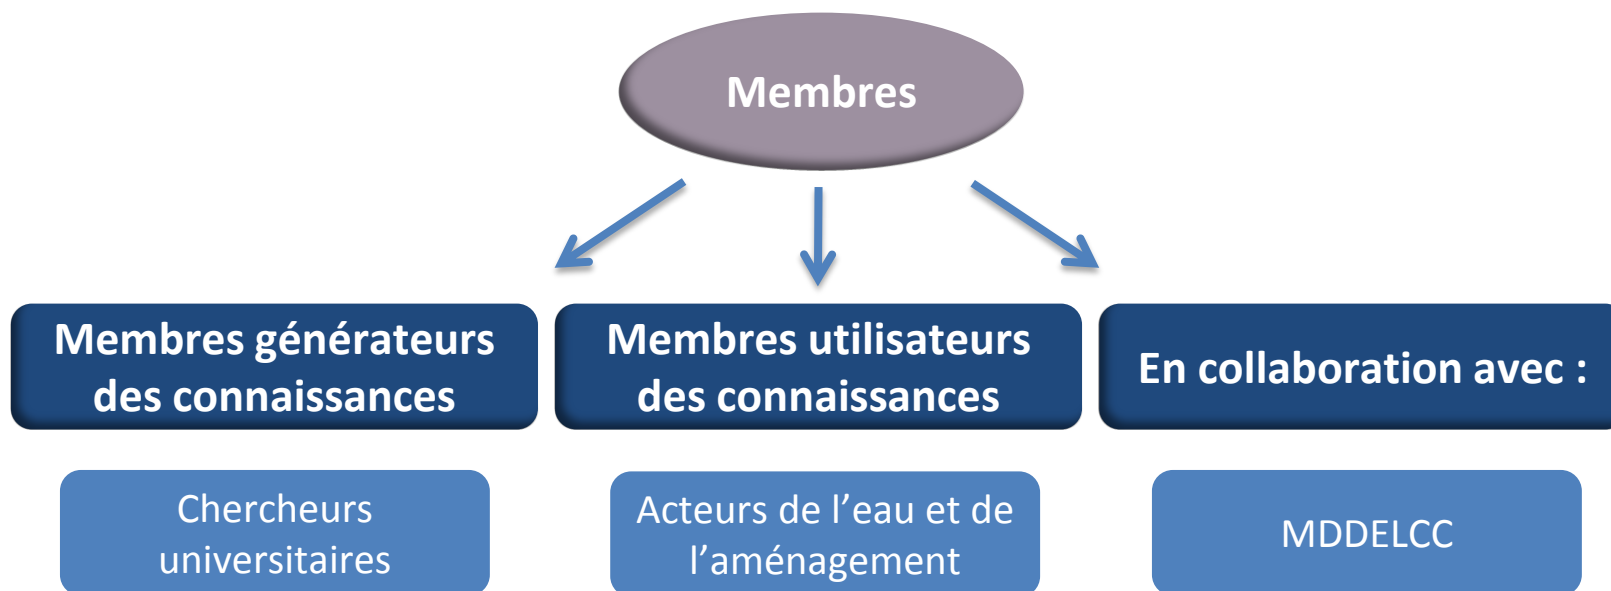 Membres
Membres générateurs
des connaissances
Membres utilisateurs
des connaissances
En collaboration avec :
Chercheurs
universitaires
Acteurs de l’eau et de
l’aménagement
MDDELCC